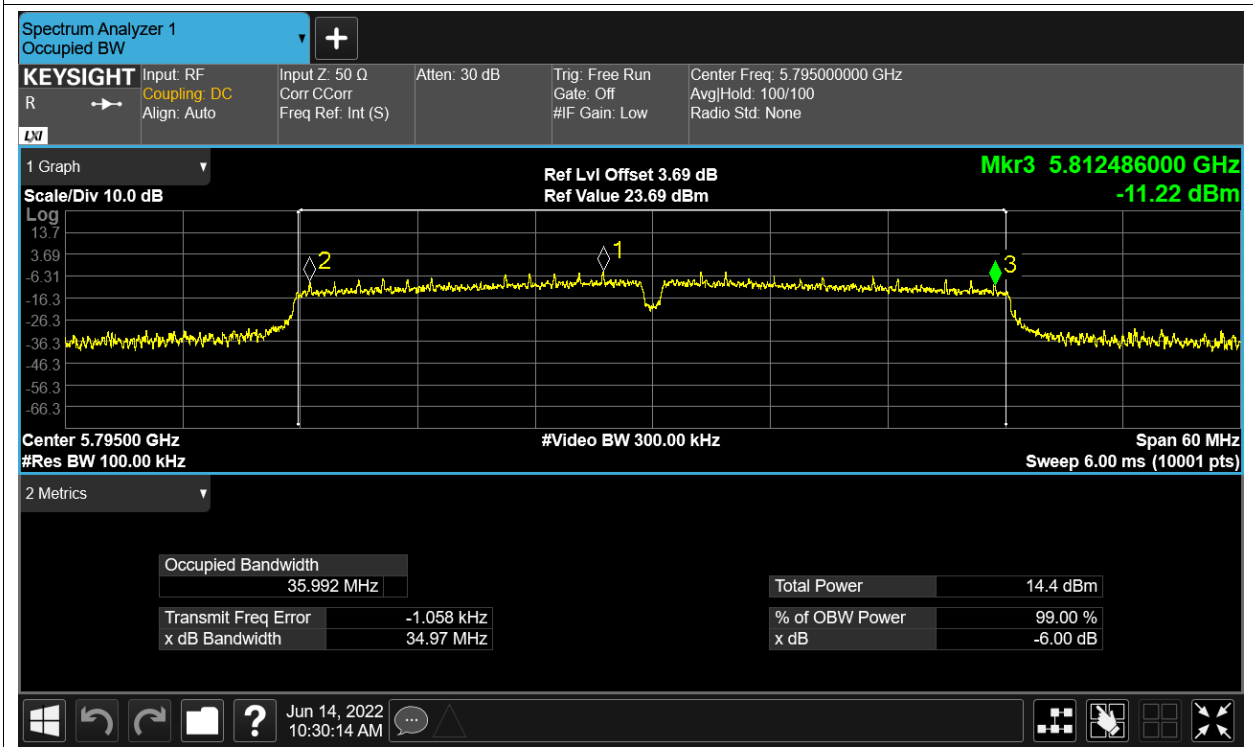 Spectrum Analyzer 1
Occupied BW
KEYSIGHT Input: RF Input Z: 50 Ω Atten: 30 dB Trig: Free Run Center Freq: 5.795000000 GHz
R Coupling: DC Corr CCorr Gate: Off Avg|Hold: 100/100
Align: Auto Freq Ref: Int (S) #IF Gain: Low Radio Std: None
LXI
1 Graph Ref Lvl Offset 3.69 dB Mkr3 5.812486000 GHz
Scale/Div 10.0 dB Ref Value 23.69 dBm -11.22 dBm
Log
13.7
3.69
-6.31
-16.3
-26.3
-36.3
-46.3
-56.3
-66.3
2 1 3
Center 5.79500 GHz #Video BW 300.00 kHz Span 60 MHz
#Res BW 100.00 kHz Sweep 6.00 ms (10001 pts)
2 Metrics
Occupied Bandwidth
35.992 MHz Total Power 14.4 dBm
Transmit Freq Error -1.058 kHz % of OBW Power 99.00 %
x dB Bandwidth 34.97 MHz x dB -6.00 dB
? Jun 14, 2022
10:30:14 AM